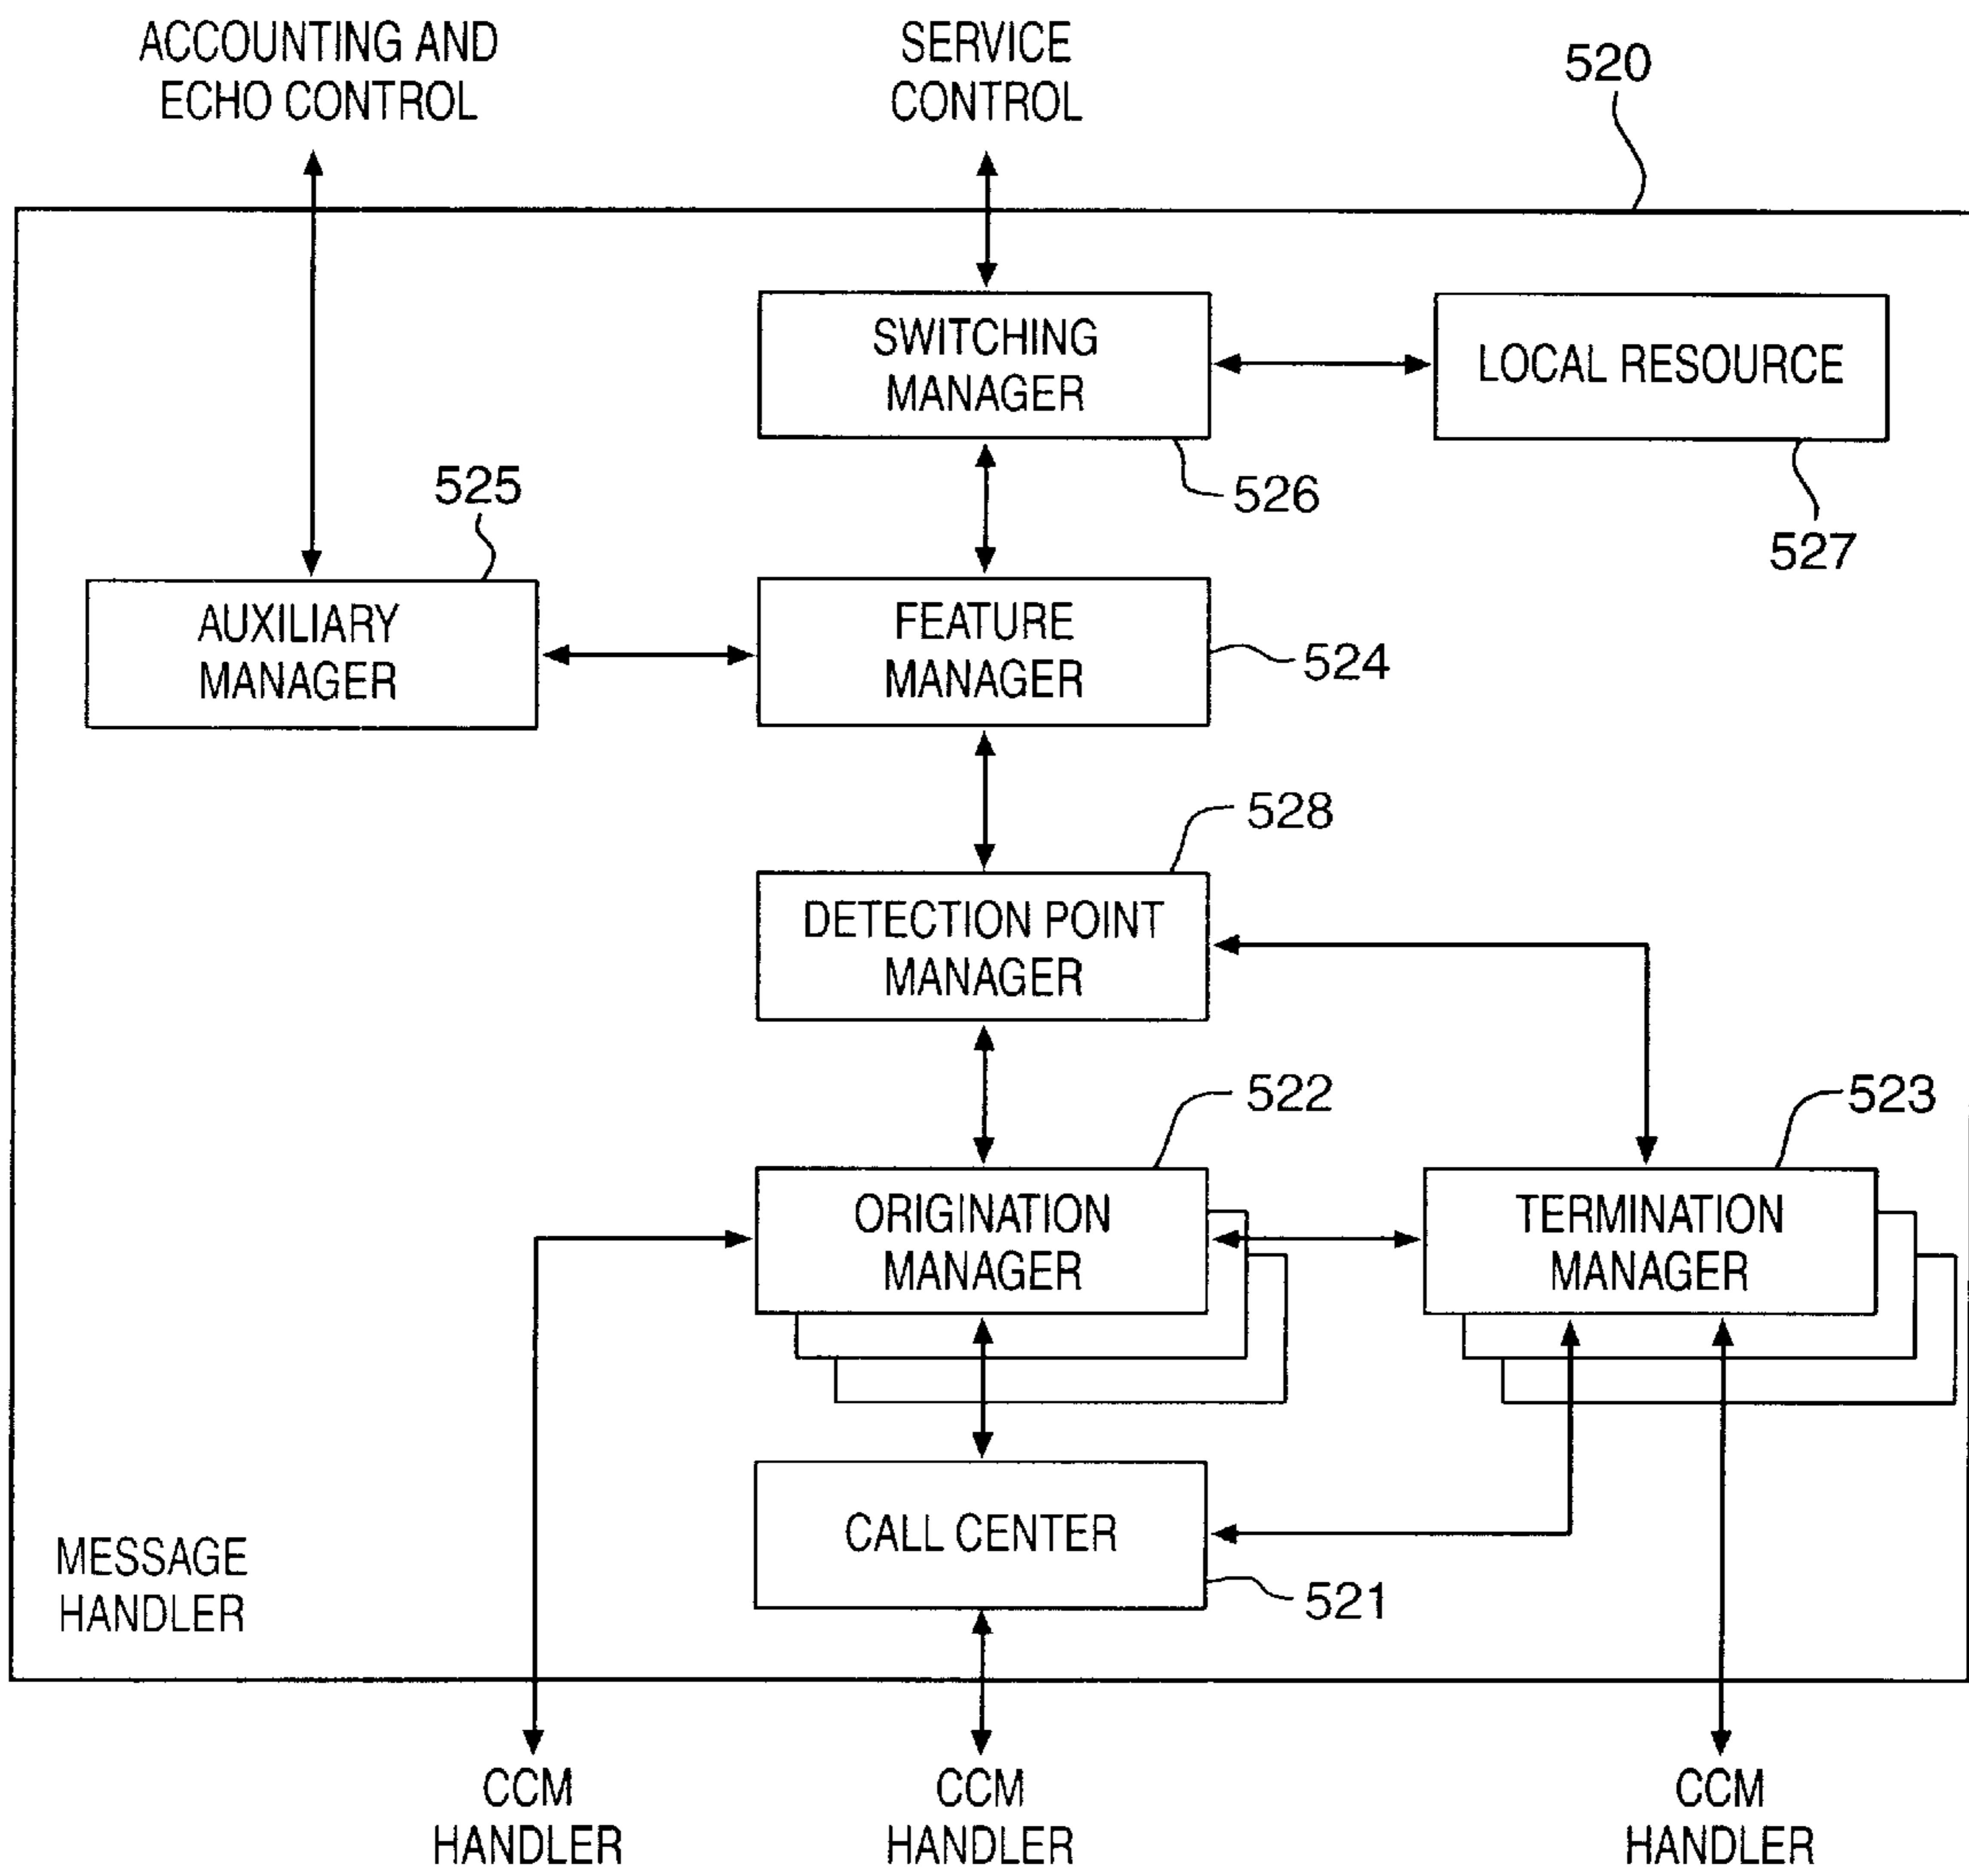 ACCOUNTING AND
ECHO CONTROL
SERVICE
CONTROL
520
SWITCHING
MANAGER
LOCAL RESOURCE
525
526
527
AUXILIARY
MANAGER
FEATURE
MANAGER
524
528
DETECTION POINT
MANAGER
522
523
ORIGINATION
MANAGER
TERMINATION
MANAGER
CALL CENTER
521
MESSAGE
HANDLER
CCM
HANDLER
CCM
HANDLER
CCM
HANDLER